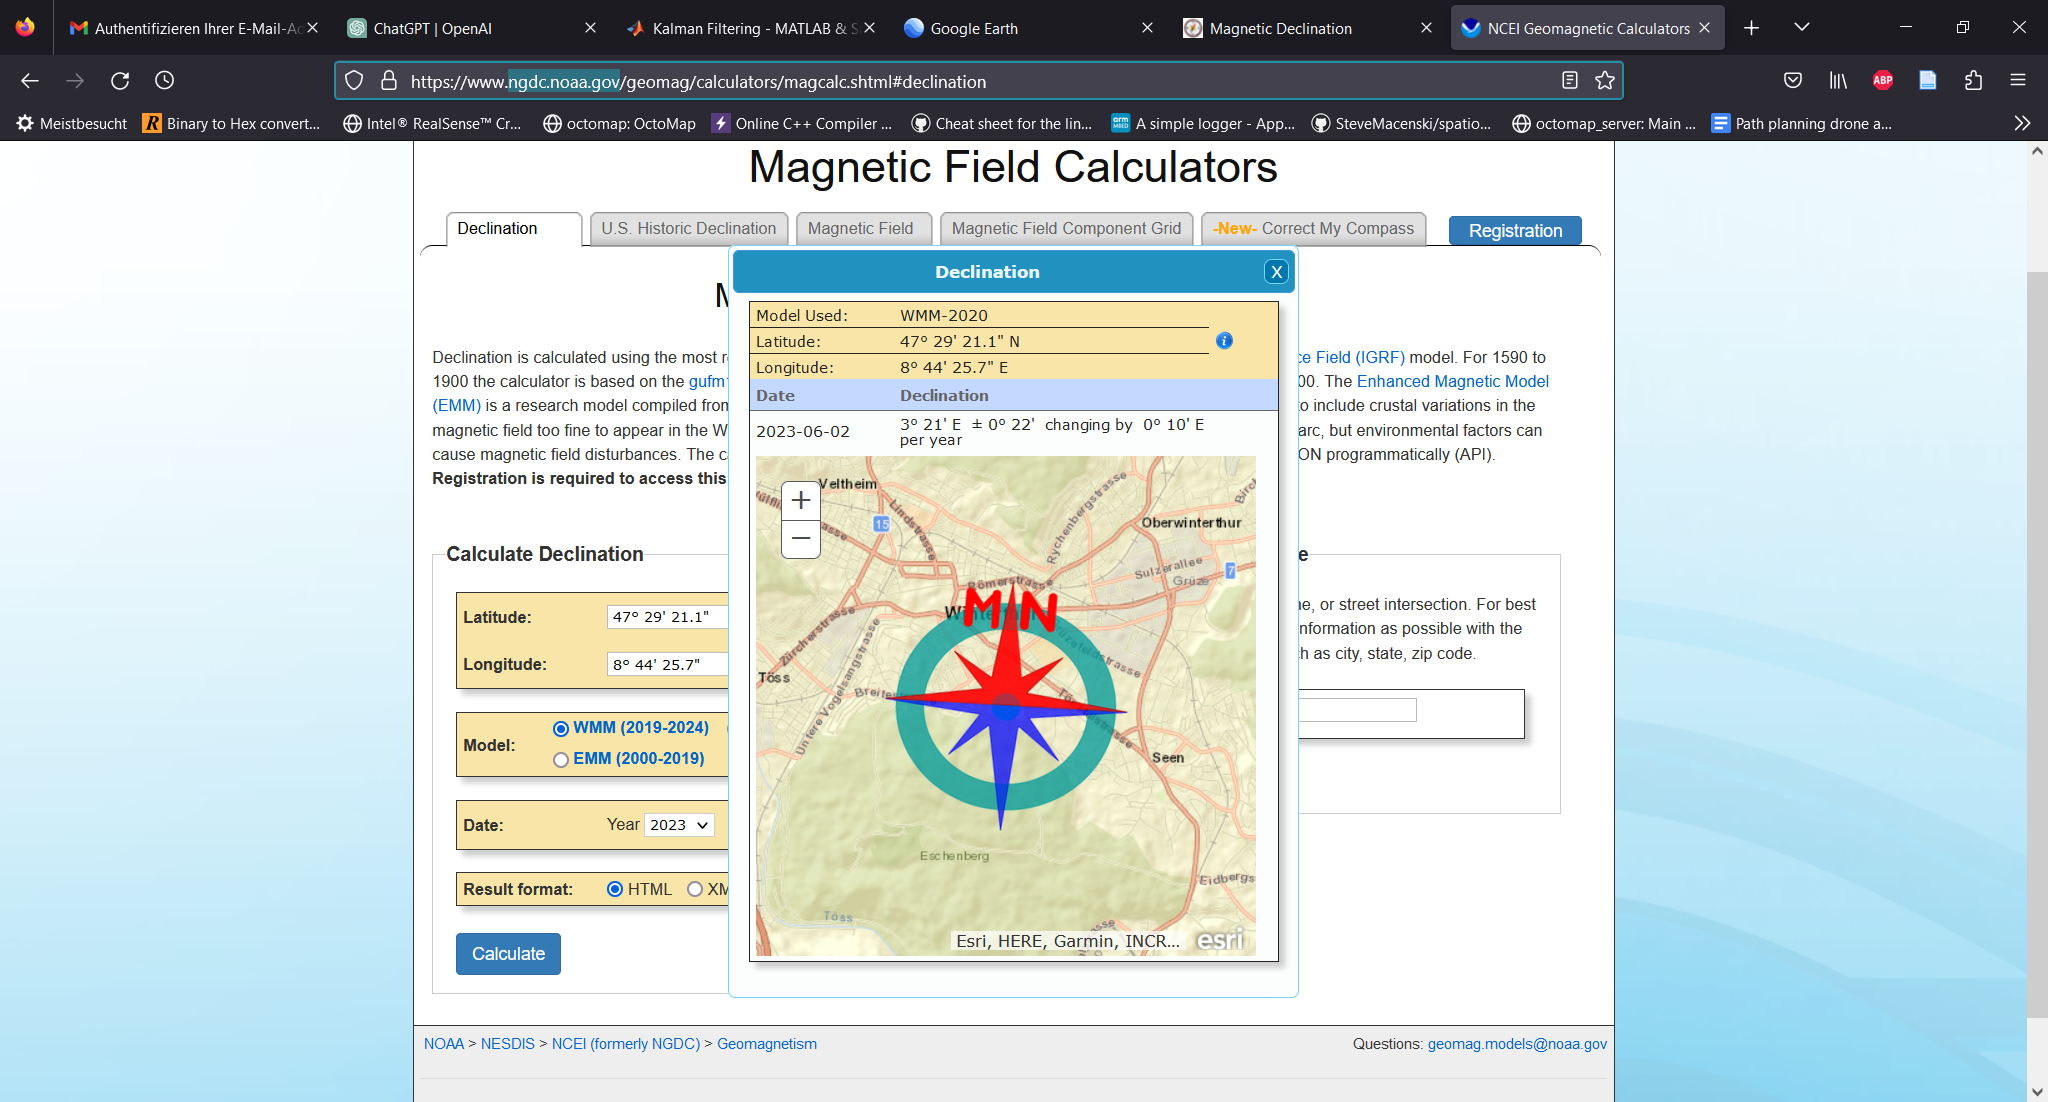 Authentifizieren Ihrer E-Mail-Ad
ChatGPT | OpenAI
Kalman Filtering - MATLAB & S
Google Earth
Magnetic Declination
NCEI Geomagnetic Calculators
https://www.ngdc.noaa.gov/geomag/calculators/magcalc.shtml#declination
ABP
Meistbesucht
Binary to Hex convert...
Intel® RealSense™ Cr...
octomap: OctoMap
Online C++ Compiler ...
Cheat sheet for the lin...
A simple logger - App...
SteveMacenski/spatio...
octomap_server: Main ...
Path planning drone a...
Magnetic Field Calculators
Declination
U.S. Historic Declination
Magnetic Field
Magnetic Field Component Grid
-New- Correct My Compass
Registration
Declination
X
Model Used: WMM-2020
Latitude: 47° 29' 21.1" N
Longitude: 8° 44' 25.7" E
Date Declination
2023-06-02 3° 21' E ± 0° 22' changing by 0° 10' E
per year
Declination is calculated using the most
ce Field (IGRF) model. For 1590 to
1900 the calculator is based on the gufm
00. The Enhanced Magnetic Model
(EMM) is a research model compiled from
to include crustal variations in the
magnetic field too fine to appear in the W
arc, but environmental factors can
cause magnetic field disturbances. The c
ON programmatically (API).
Registration is required to access this
Calculate Declination
Latitude: 47° 29' 21.1"
Longitude: 8° 44' 25.7"
Model:
WMM (2019-2024)
EMM (2000-2019)
Date: Year 2023
Result format: HTML XM
Calculate
+
−
Veltheim
15
Lindstrasse
Rychenbergstrasse
Oberwinterthur
Sulzerallee
Grüze
7
Römerstrasse
MN
Zürcherstrasse
Untere Vogelsangstrasse
Töss
Seen
Eschenberg
Eidbergs
Töss
Esri, HERE, Garmin, INCR...
esri
e
ne, or street intersection. For best
nformation as possible with the
h as city, state, zip code.
NOAA > NESDIS > NCEI (formerly NGDC) > Geomagnetism
Questions: geomag.models@noaa.gov